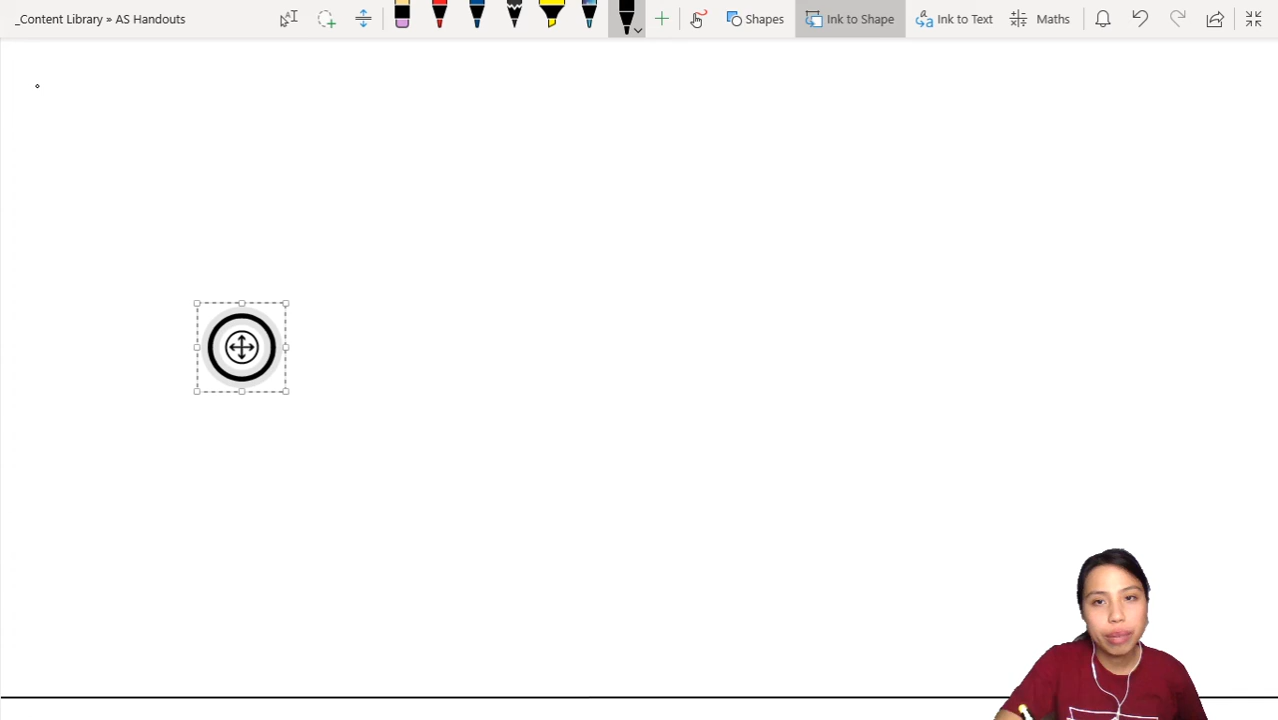 _Content Library » AS Handouts
Shapes
Ink to Shape
Ink to Text
Maths